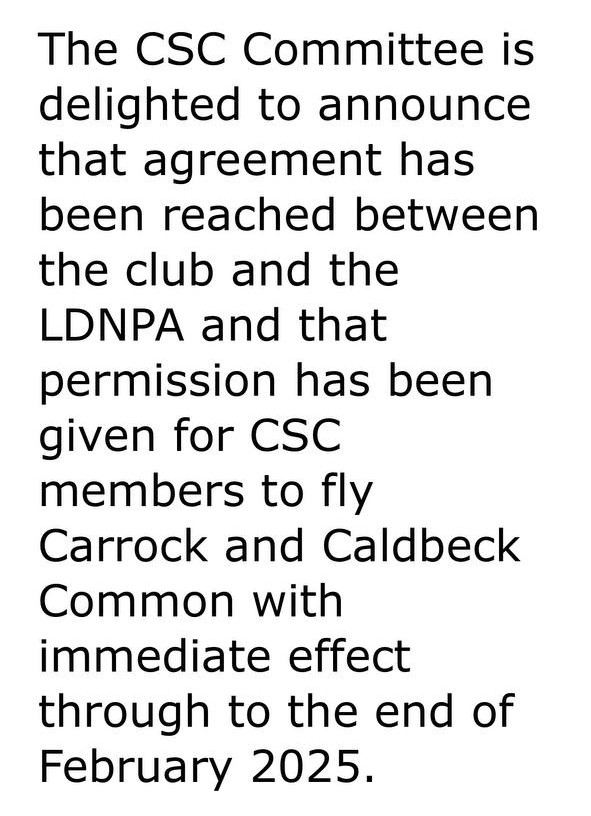 The CSC Committee is
delighted to announce
that agreement has
been reached between
the club and the
LDNPA and that
permission has been
given for CSC
members to fly
Carrock and Caldbeck
Common with
immediate effect
through to the end of
February 2025.